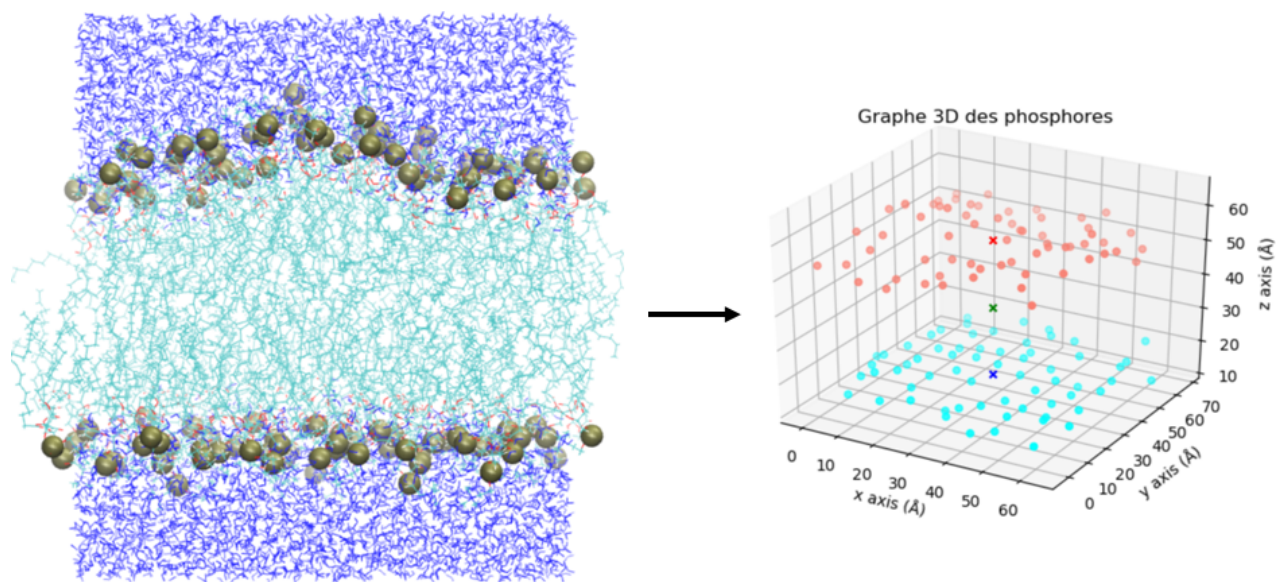 Graphe 3D des phosphores
60
50
40
30
20
10
z axis (Å)
0 10 20 30 40 50 60
x axis (Å)
0 10 20 30 40 50 60 70
y axis (Å)